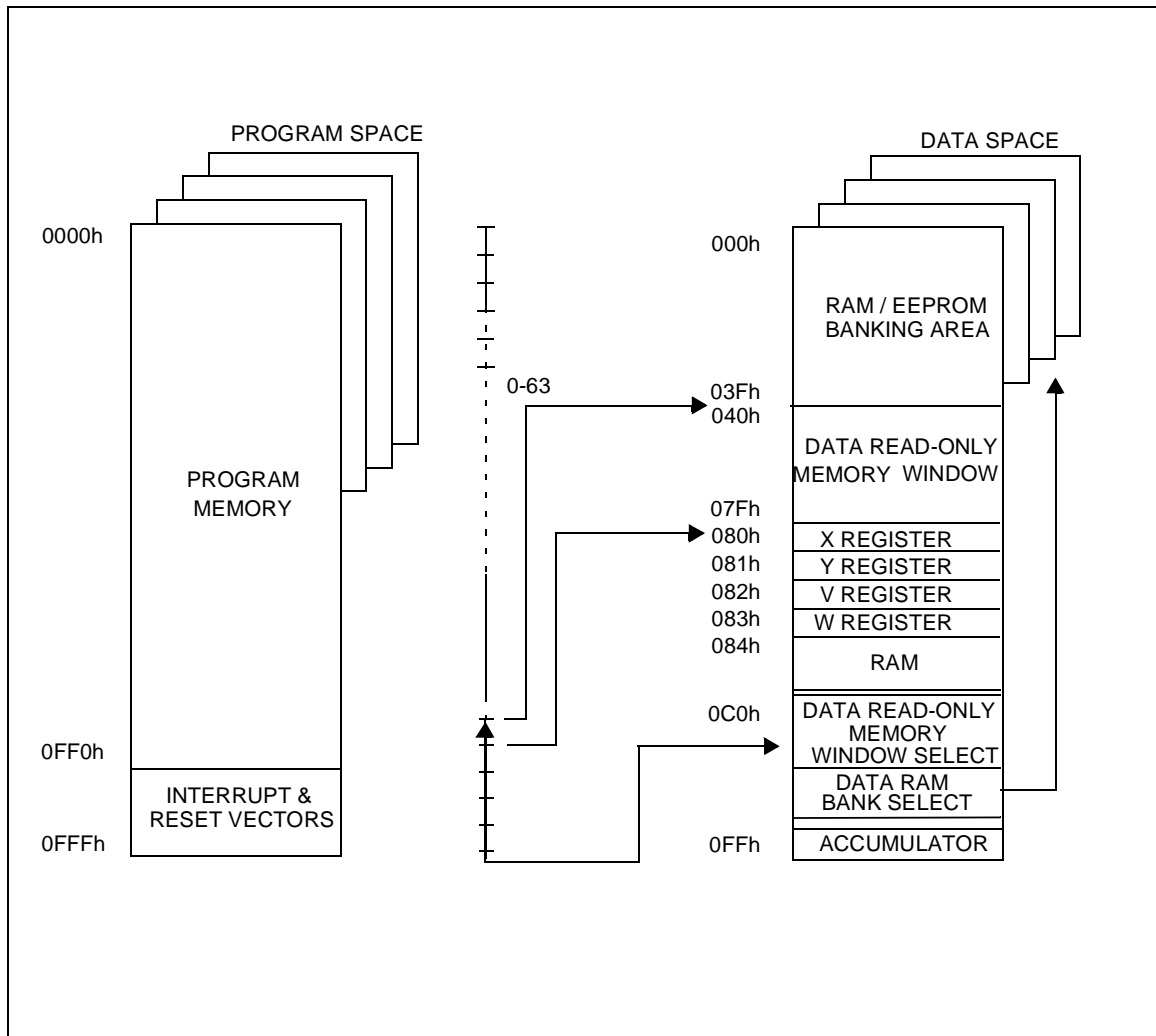 PROGRAM SPACE
0000h
PROGRAM
MEMORY
0FF0h
INTERRUPT &
RESET VECTORS
0FFFh
0-63
DATA SPACE
000h
RAM / EEPROM
BANKING AREA
03Fh
040h
DATA READ-ONLY
MEMORY WINDOW
07Fh
080h
X REGISTER
081h
Y REGISTER
082h
V REGISTER
083h
W REGISTER
084h
RAM
0C0h
DATA READ-ONLY
MEMORY
WINDOW SELECT
DATA RAM
BANK SELECT
0FFh
ACCUMULATOR